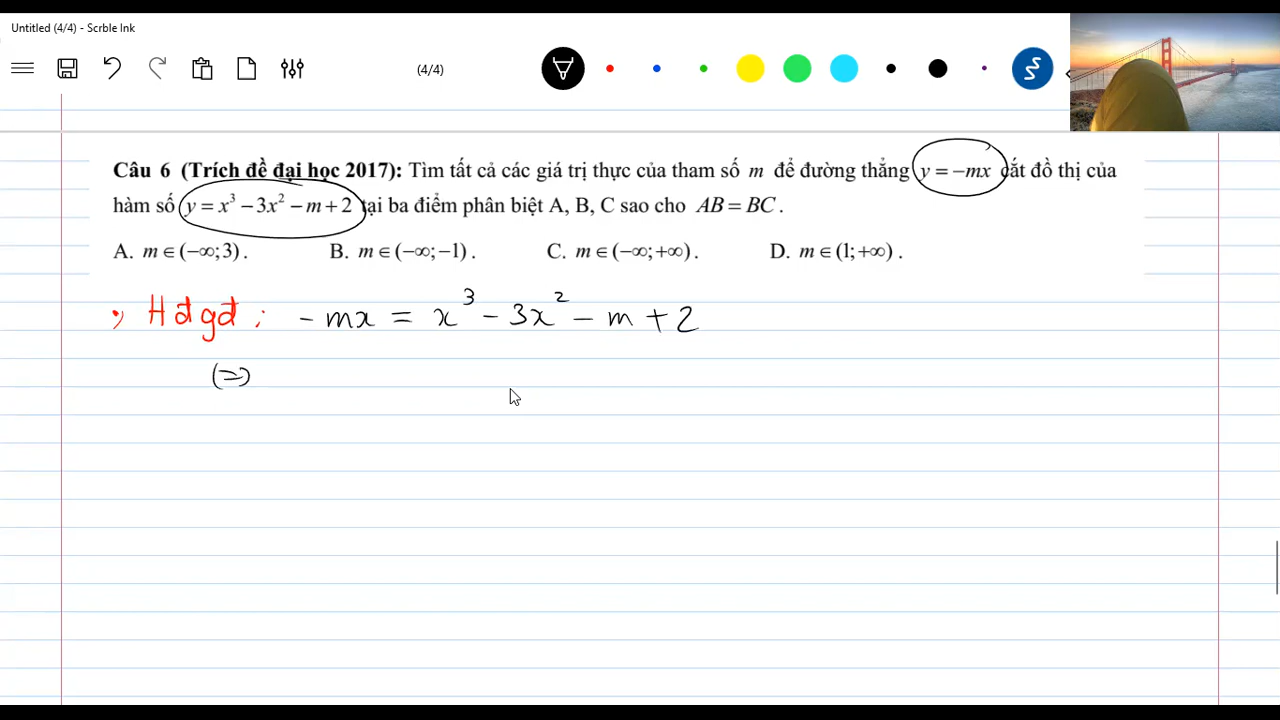 Untitled (4/4) - Scrble Ink
(4/4)
Câu 6 (Trích đề đại học 2017): Tìm tất cả các giá trị thực của tham số m để đường thẳng y = −mx cắt đồ thị của
hàm số y = x³ − 3x² − m + 2 tại ba điểm phân biệt A, B, C sao cho AB = BC .
A. m ∈ (−∞;3) . B. m ∈ (−∞;−1) . C. m ∈ (−∞;+∞) . D. m ∈ (1;+∞) .
Hđgđ : - mx = x³ - 3x² - m + 2
(=)